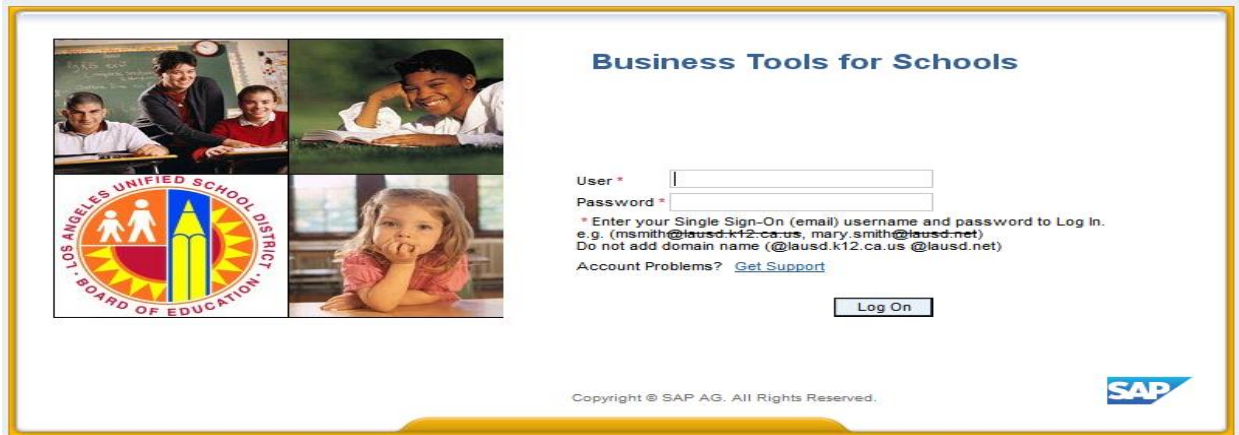 Business Tools for Schools
LOS ANGELES UNIFIED SCHOOL DISTRICT
BOARD OF EDUCATION
User *
Password *
* Enter your Single Sign-On (email) username and password to Log In.
e.g. (msmith@lausd.k12.ca.us, mary.smith@lausd.net)
Do not add domain name (@lausd.k12.ca.us @lausd.net)
Account Problems? Get Support
Log On
Copyright © SAP AG. All Rights Reserved.
SAP